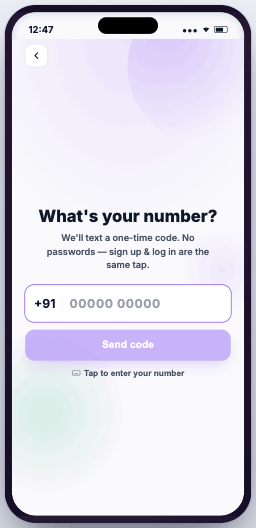 12:47
What's your number?
We'll text a one-time code. No
passwords — sign up & log in are the
same tap.
+91 00000 00000
Send code
Tap to enter your number